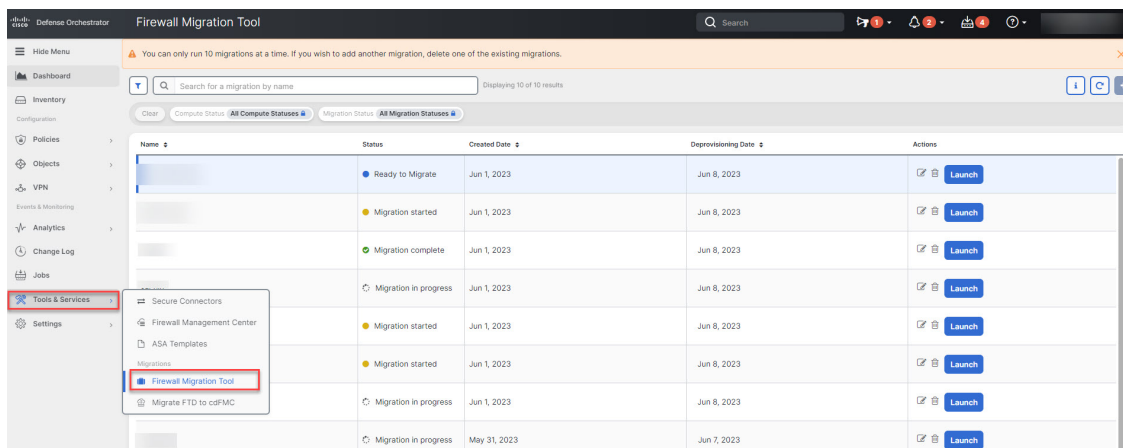 cisco Defense Orchestrator Firewall Migration Tool Search 1 2 4
Hide Menu
You can only run 10 migrations at a time. If you wish to add another migration, delete one of the existing migrations.
Dashboard
Search for a migration by name Displaying 10 of 10 results
Inventory
Clear Compute Status All Compute Statuses Migration Status All Migration Statuses
Configuration
Policies
Name Status Created Date Deprovisioning Date Actions
Objects
Ready to Migrate Jun 1, 2023 Jun 8, 2023 Launch
VPN
Events & Monitoring
Migration started Jun 1, 2023 Jun 8, 2023 Launch
Analytics
Change Log
Migration complete Jun 1, 2023 Jun 8, 2023 Launch
Jobs
Migration in progress Jun 1, 2023 Jun 8, 2023 Launch
Tools & Services
Secure Connectors
Settings
Firewall Management Center
Migration started Jun 1, 2023 Jun 8, 2023 Launch
ASA Templates
Migrations
Migration started Jun 1, 2023 Jun 8, 2023 Launch
Firewall Migration Tool
Migrate FTD to cdFMC
Migration in progress Jun 1, 2023 Jun 8, 2023 Launch
Migration in progress May 31, 2023 Jun 7, 2023 Launch